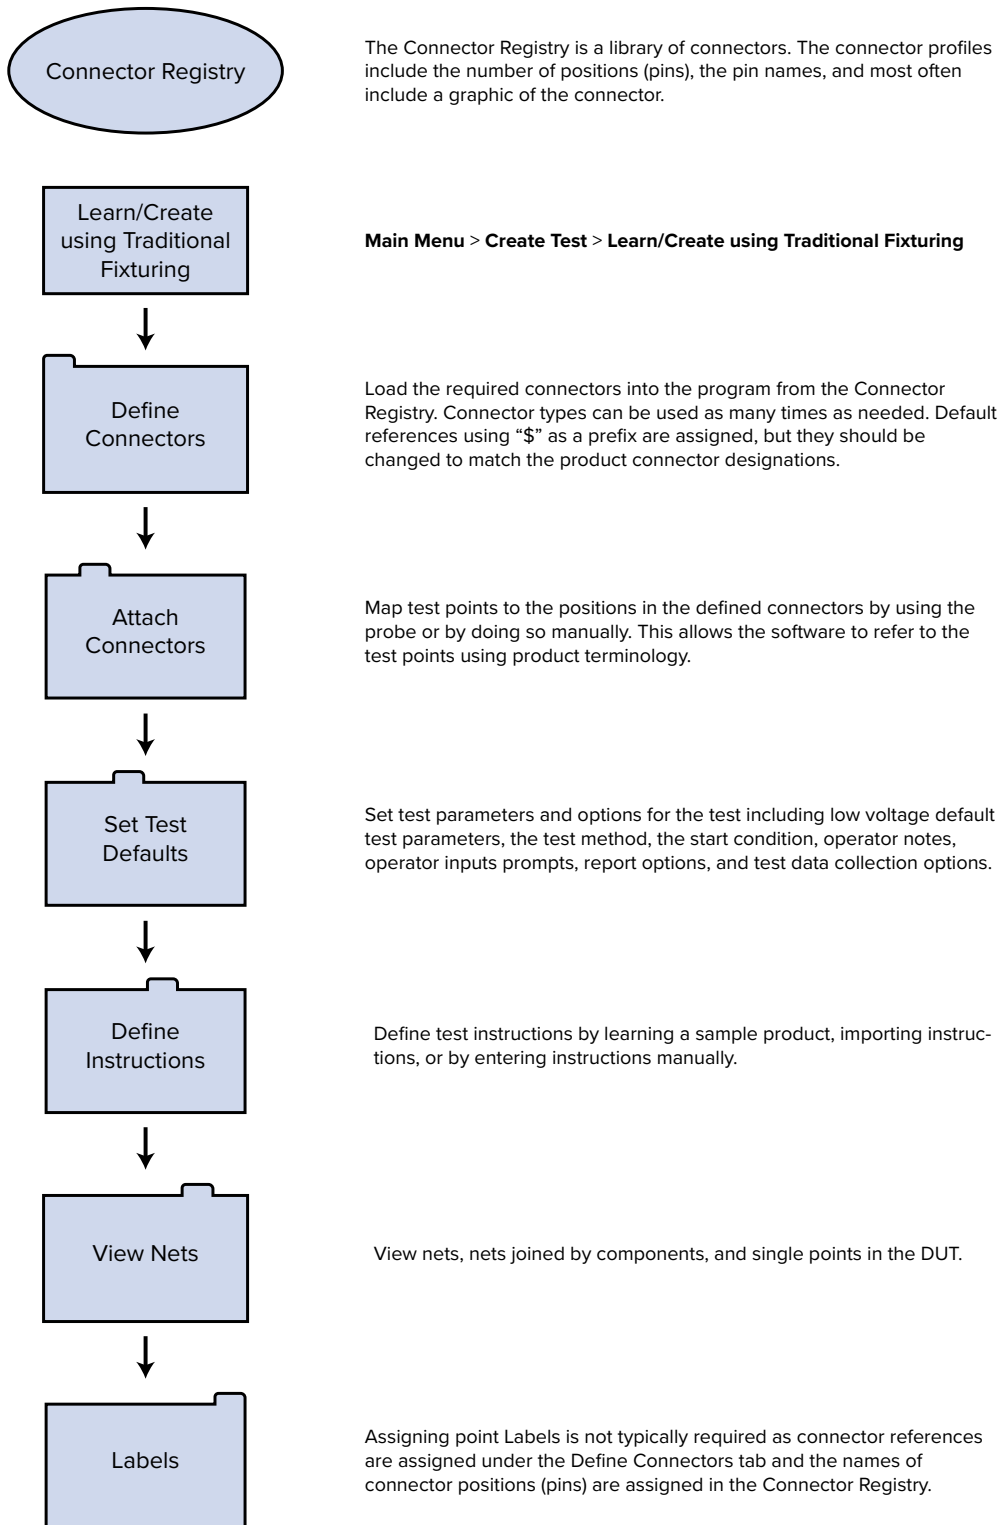 Connector Registry
The Connector Registry is a library of connectors. The connector profiles
include the number of positions (pins), the pin names, and most often
include a graphic of the connector.
Learn/Create
using Traditional
Fixturing
Main Menu > Create Test > Learn/Create using Traditional Fixturing
Define
Connectors
Load the required connectors into the program from the Connector
Registry. Connector types can be used as many times as needed. Default
references using “$” as a prefix are assigned, but they should be
changed to match the product connector designations.
Attach
Connectors
Map test points to the positions in the defined connectors by using the
probe or by doing so manually. This allows the software to refer to the
test points using product terminology.
Set Test
Defaults
Set test parameters and options for the test including low voltage default
test parameters, the test method, the start condition, operator notes,
operator inputs prompts, report options, and test data collection options.
Define
Instructions
Define test instructions by learning a sample product, importing instruc-
tions, or by entering instructions manually.
View Nets
View nets, nets joined by components, and single points in the DUT.
Labels
Assigning point Labels is not typically required as connector references
are assigned under the Define Connectors tab and the names of
connector positions (pins) are assigned in the Connector Registry.